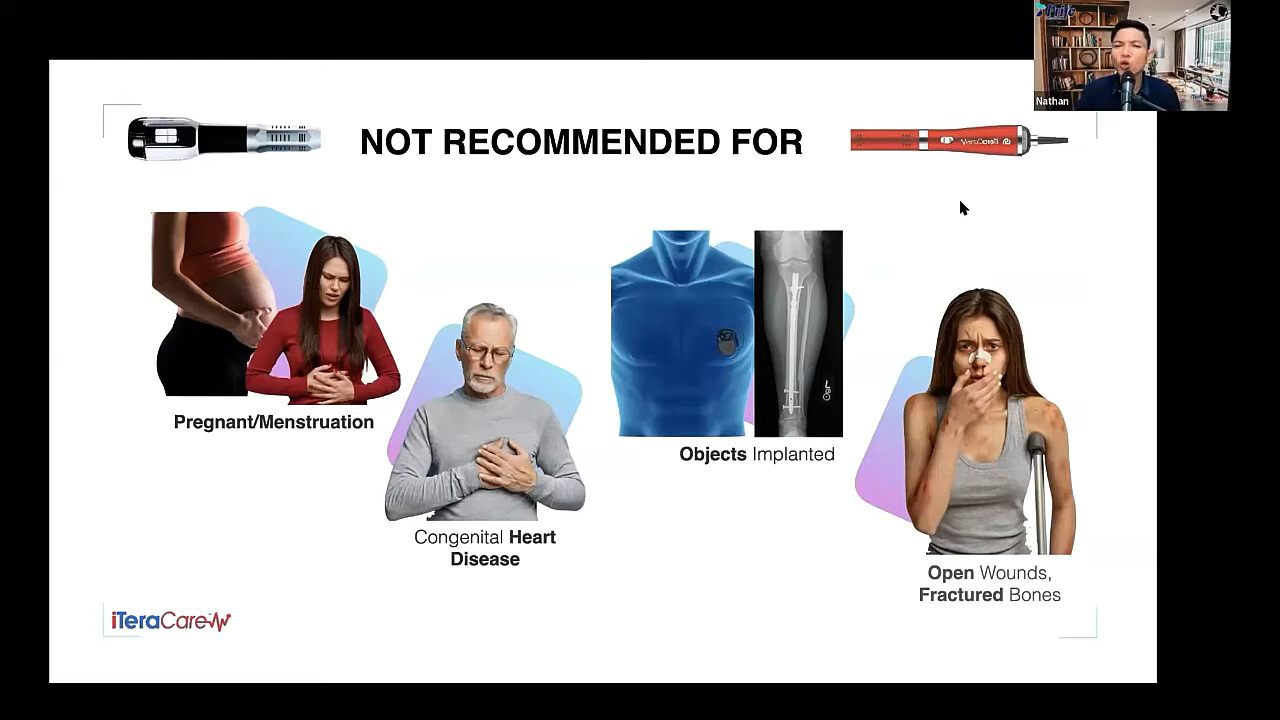 NOT RECOMMENDED FOR
Pregnant/Menstruation
Congenital Heart
Disease
Objects Implanted
Open Wounds,
Fractured Bones
iTeraCare
Nathan